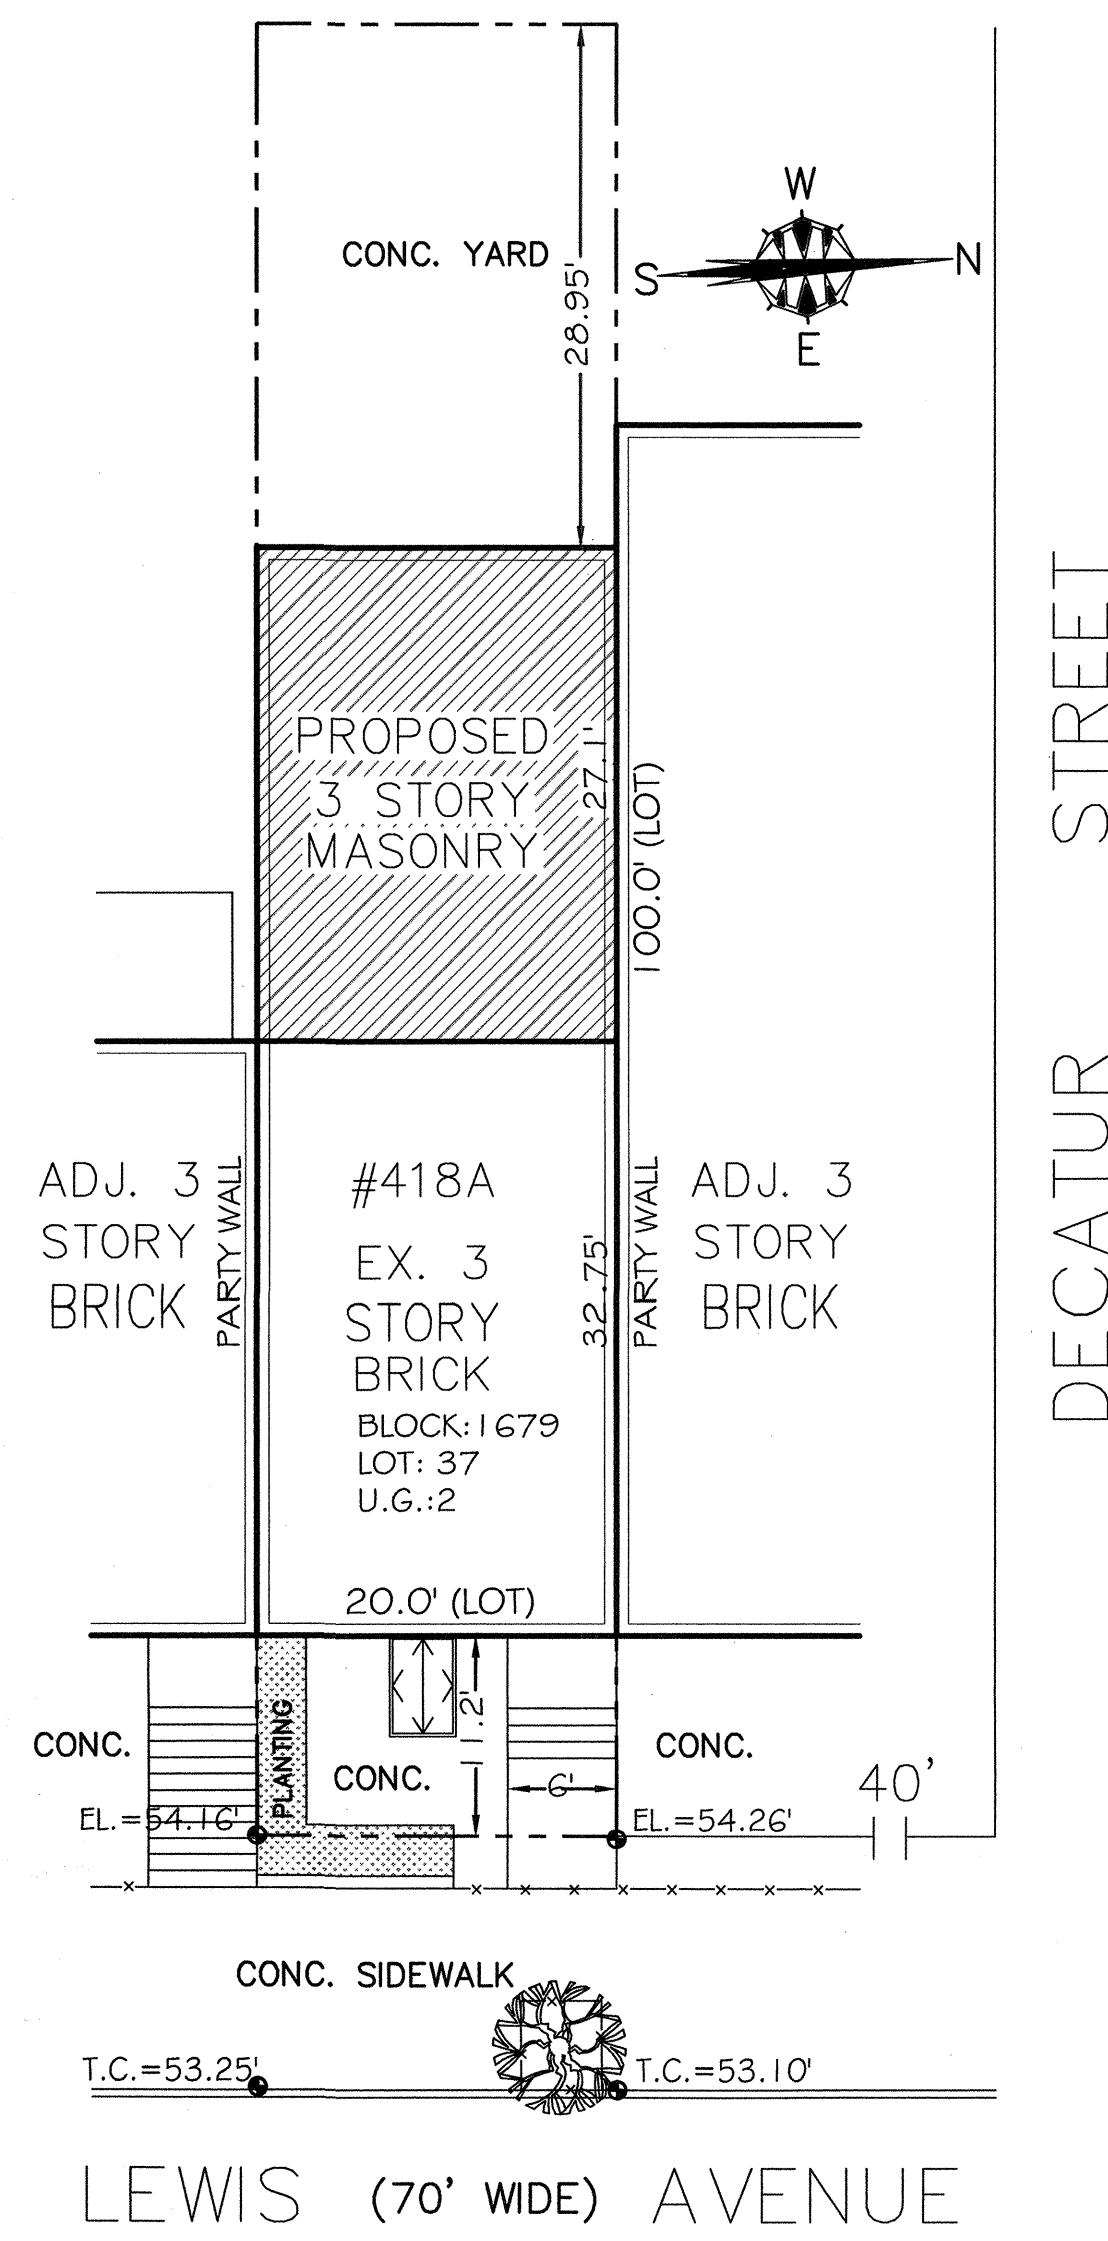 W
S
N
E
CONC. YARD
28.95'
PROPOSED
3 STORY
MASONRY
27.1'
100.0' (LOT)
STREET
DECATUR
ADJ. 3
STORY
BRICK
PARTY WALL
#418A
EX. 3
STORY
BRICK
BLOCK:1679
LOT: 37
U.G.:2
32.75'
PARTY WALL
ADJ. 3
STORY
BRICK
20.0' (LOT)
CONC.
PLANTING
CONC.
11.2'
6'
CONC.
40'
EL.=54.16'
EL.=54.26'
CONC. SIDEWALK
T.C.=53.25'
T.C.=53.10'
LEWIS (70' WIDE) AVENUE